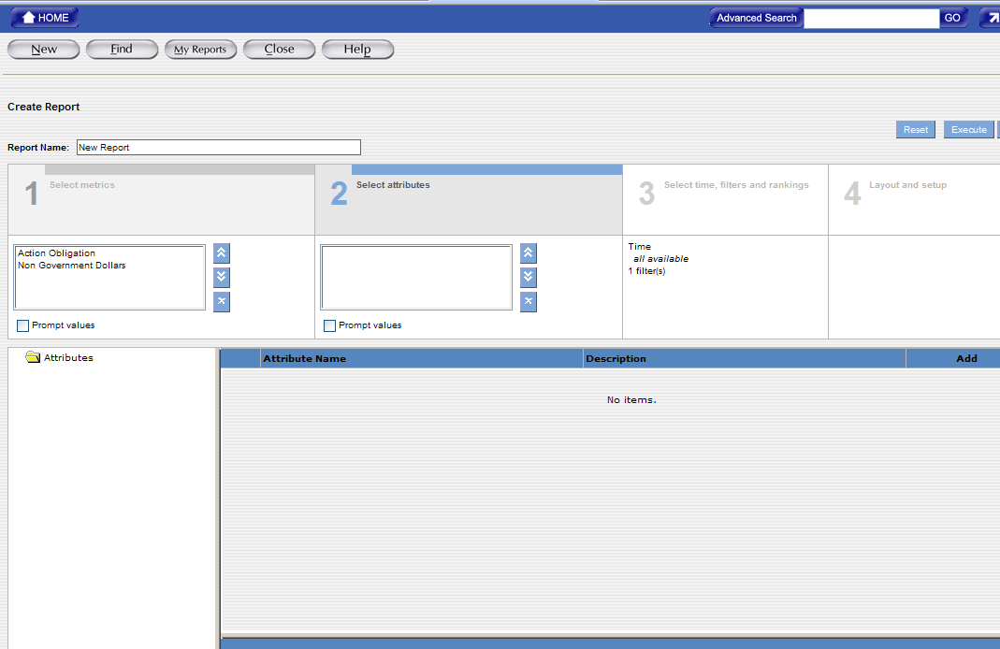 HOME
Advanced Search
GO
New
Find
My Reports
Close
Help
Create Report
Reset
Execute
Report Name: New Report
1 Select metrics
2 Select attributes
3 Select time, filters and rankings
4 Layout and setup
Action Obligation
Non Government Dollars
Prompt values
Prompt values
Time
all available
1 filter(s)
Attributes
Attribute Name
Description
Add
No items.